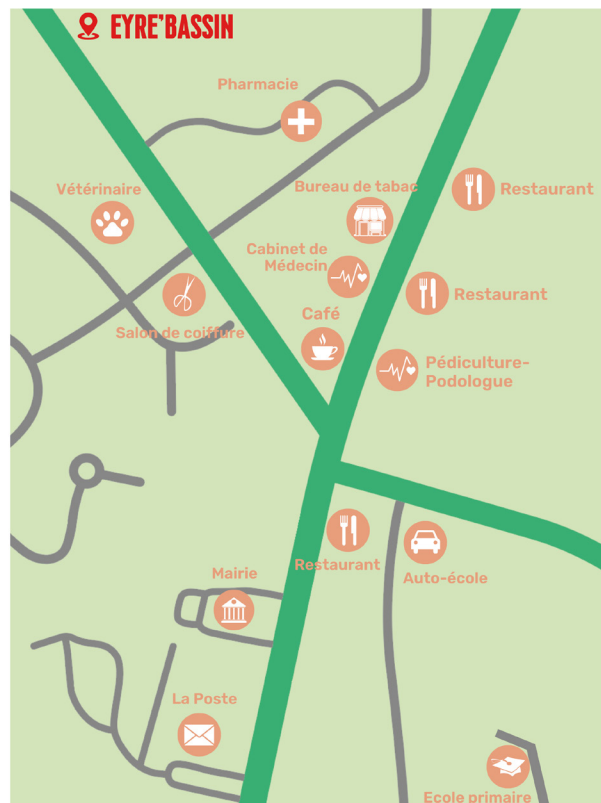 EYRE'BASSIN
Pharmacie
Vétérinaire
Bureau de tabac
Restaurant
Cabinet de
Médecin
Restaurant
Salon de coiffure
Café
Pédiculture-
Podologue
Restaurant
Auto-école
Mairie
La Poste
Ecole primaire